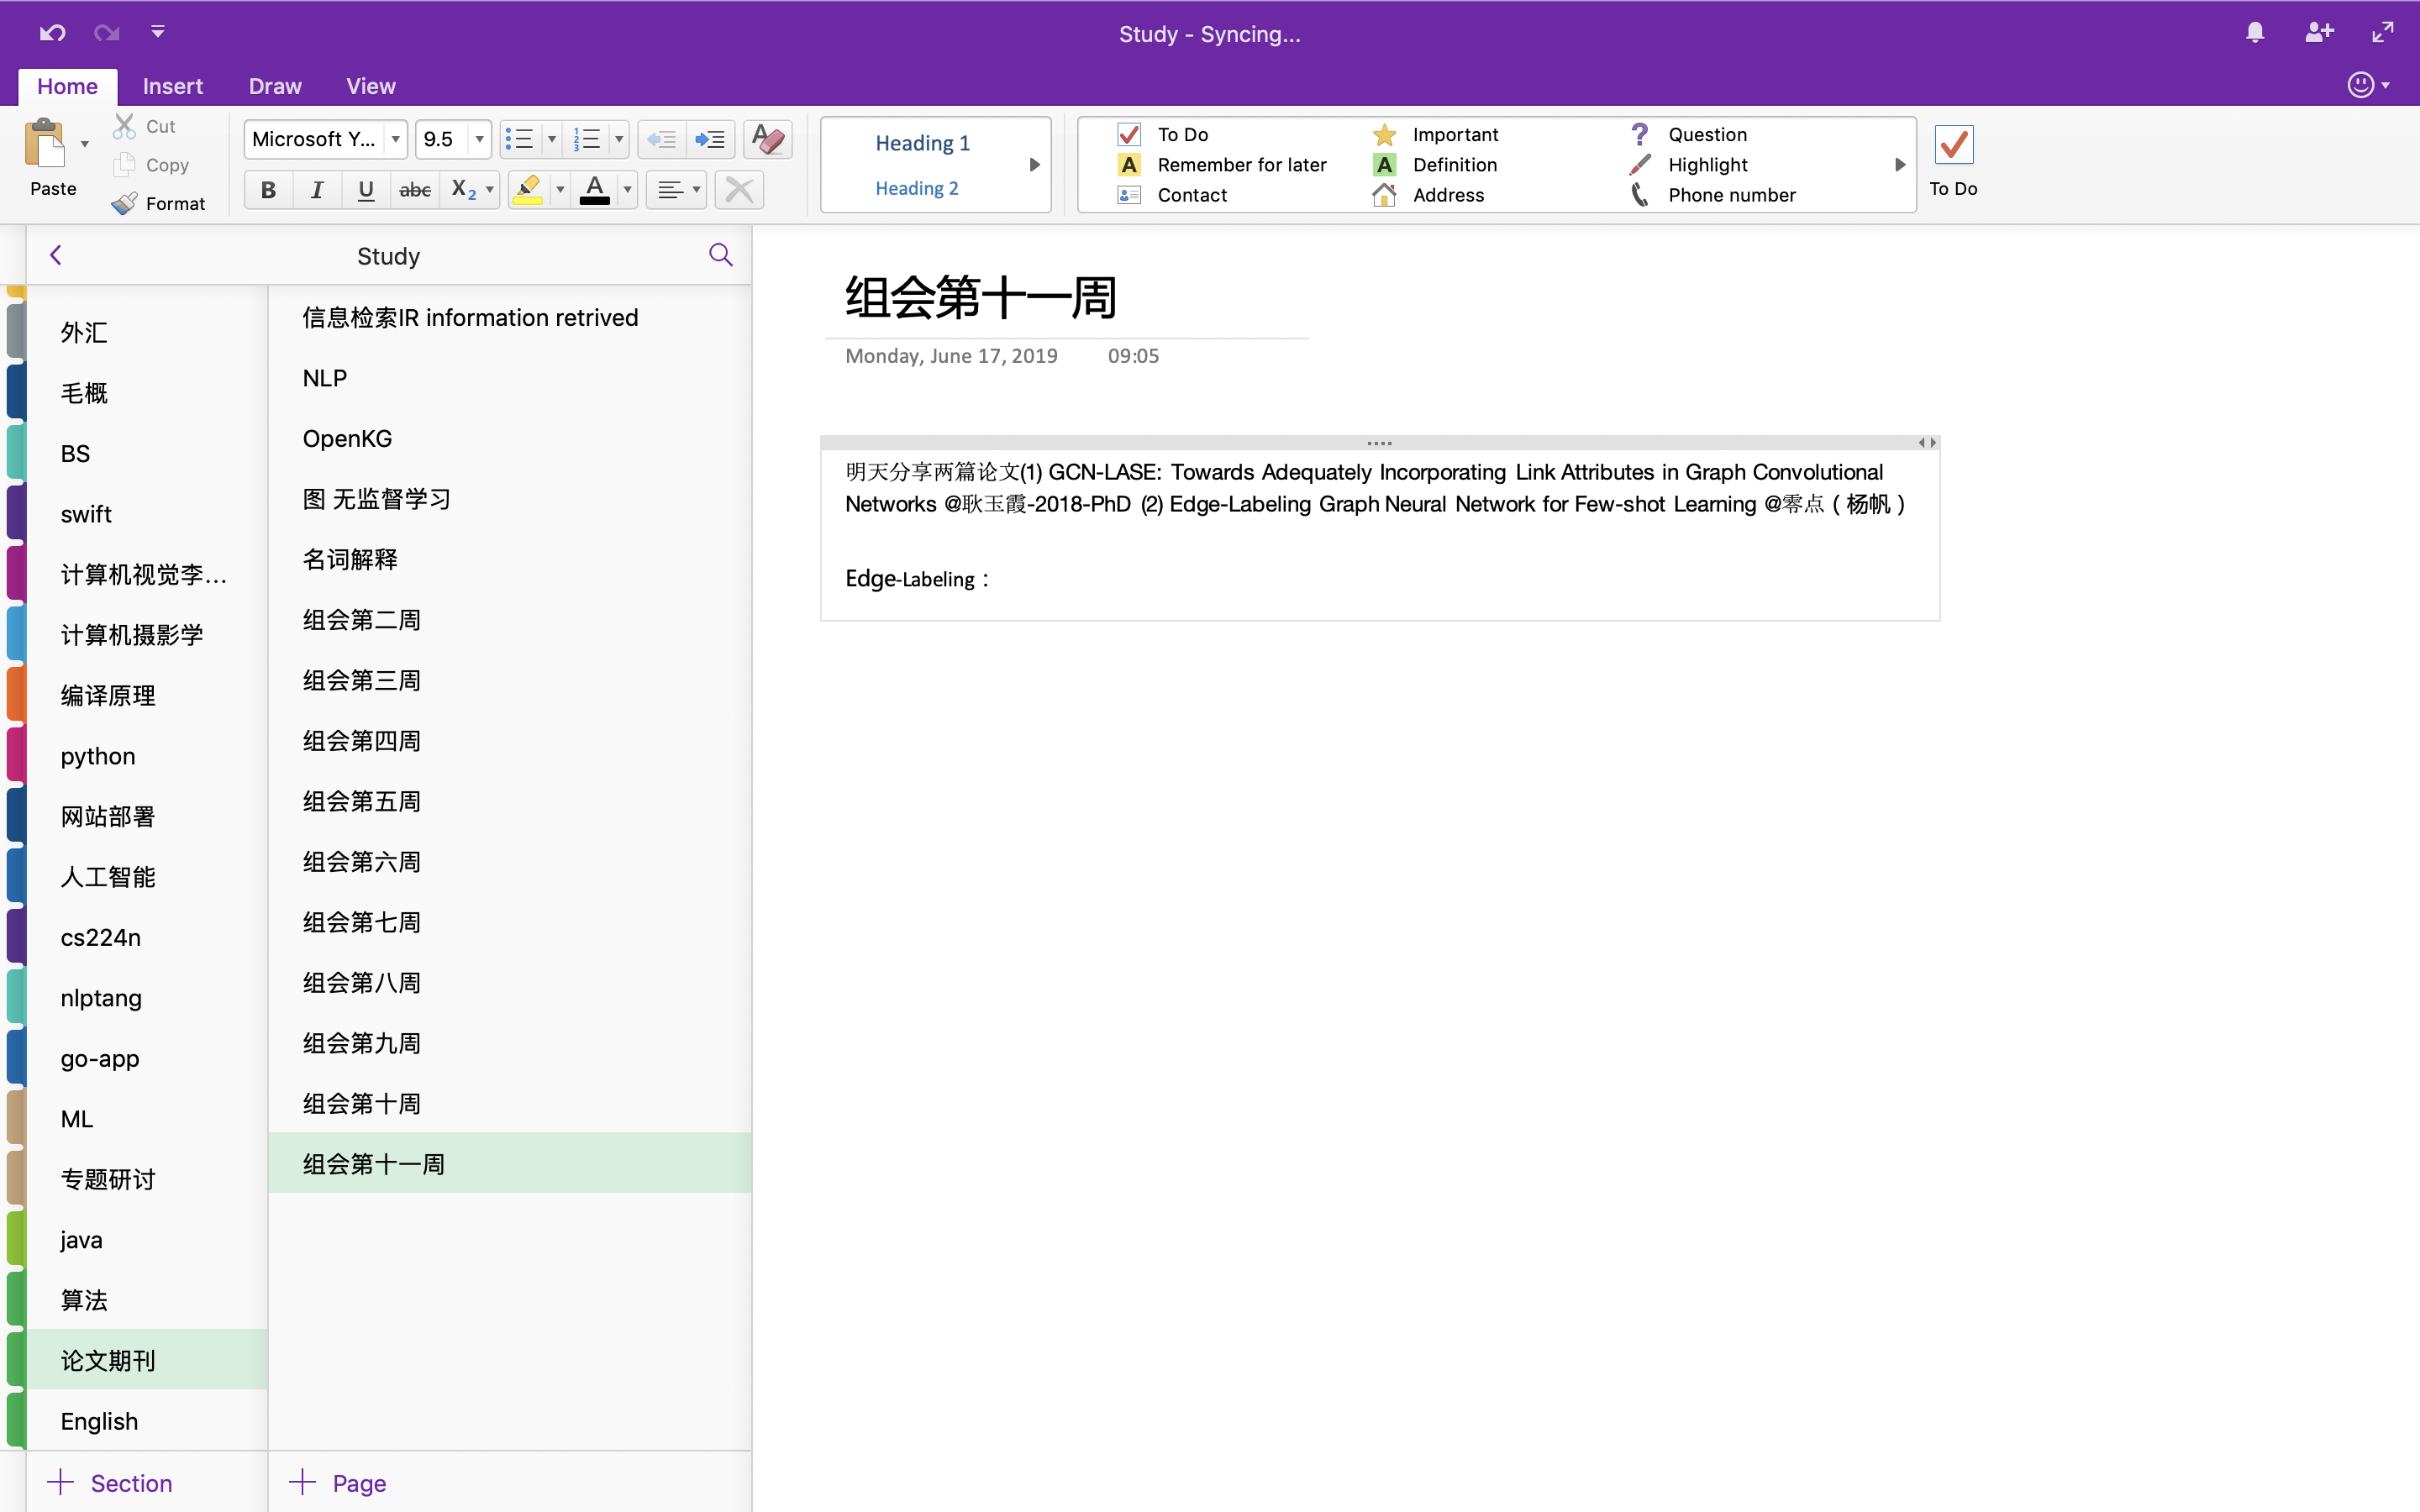 Study - Syncing...
Home Insert Draw View
Paste
Cut
Copy
Format
Microsoft Y... 9.5
B I U abc X2 A
Heading 1
Heading 2
To Do Important Question
Remember for later Definition Highlight
Contact Address Phone number
To Do
Study
外汇
毛概
BS
swift
计算机视觉李...
计算机摄影学
编译原理
python
网站部署
人工智能
cs224n
nlptang
go-app
ML
专题研讨
java
算法
论文期刊
English
Section
信息检索IR information retrived
NLP
OpenKG
图 无监督学习
名词解释
组会第二周
组会第三周
组会第四周
组会第五周
组会第六周
组会第七周
组会第八周
组会第九周
组会第十周
组会第十一周
Page
组会第十一周
Monday, June 17, 2019 09:05
明天分享两篇论文(1) GCN-LASE: Towards Adequately Incorporating Link Attributes in Graph Convolutional
Networks @耿玉霞-2018-PhD (2) Edge-Labeling Graph Neural Network for Few-shot Learning @零点（杨帆）
Edge-Labeling：